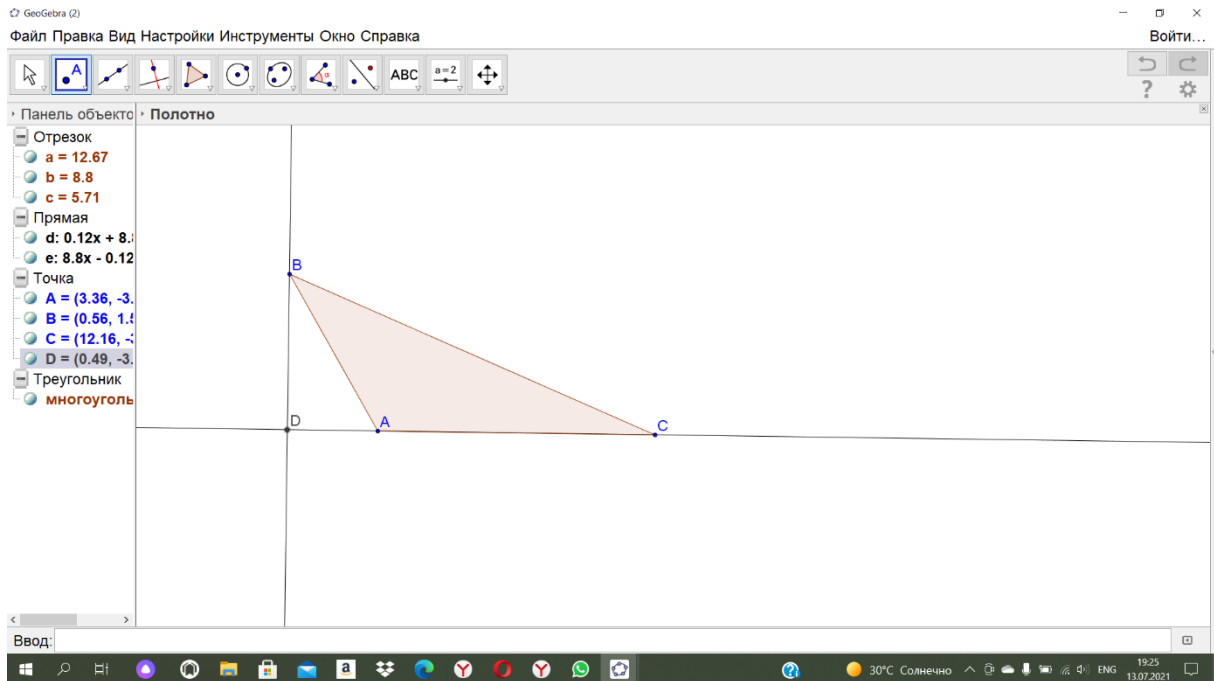 GeoGebra (2)
Файл Правка Вид Настройки Инструменты Окно Справка
Войти...
A
α
ABC
a=2
?
Панель объекто
Полотно
Отрезок
a = 12.67
b = 8.8
c = 5.71
Прямая
d: 0.12x + 8.
e: 8.8x - 0.12
Точка
A = (3.36, -3.
B = (0.56, 1.
C = (12.16, -
D = (0.49, -3.
Треугольник
многоуголь
B
D
A
C
Ввод:
30°C Солнечно
ENG
19:25
13.07.2021